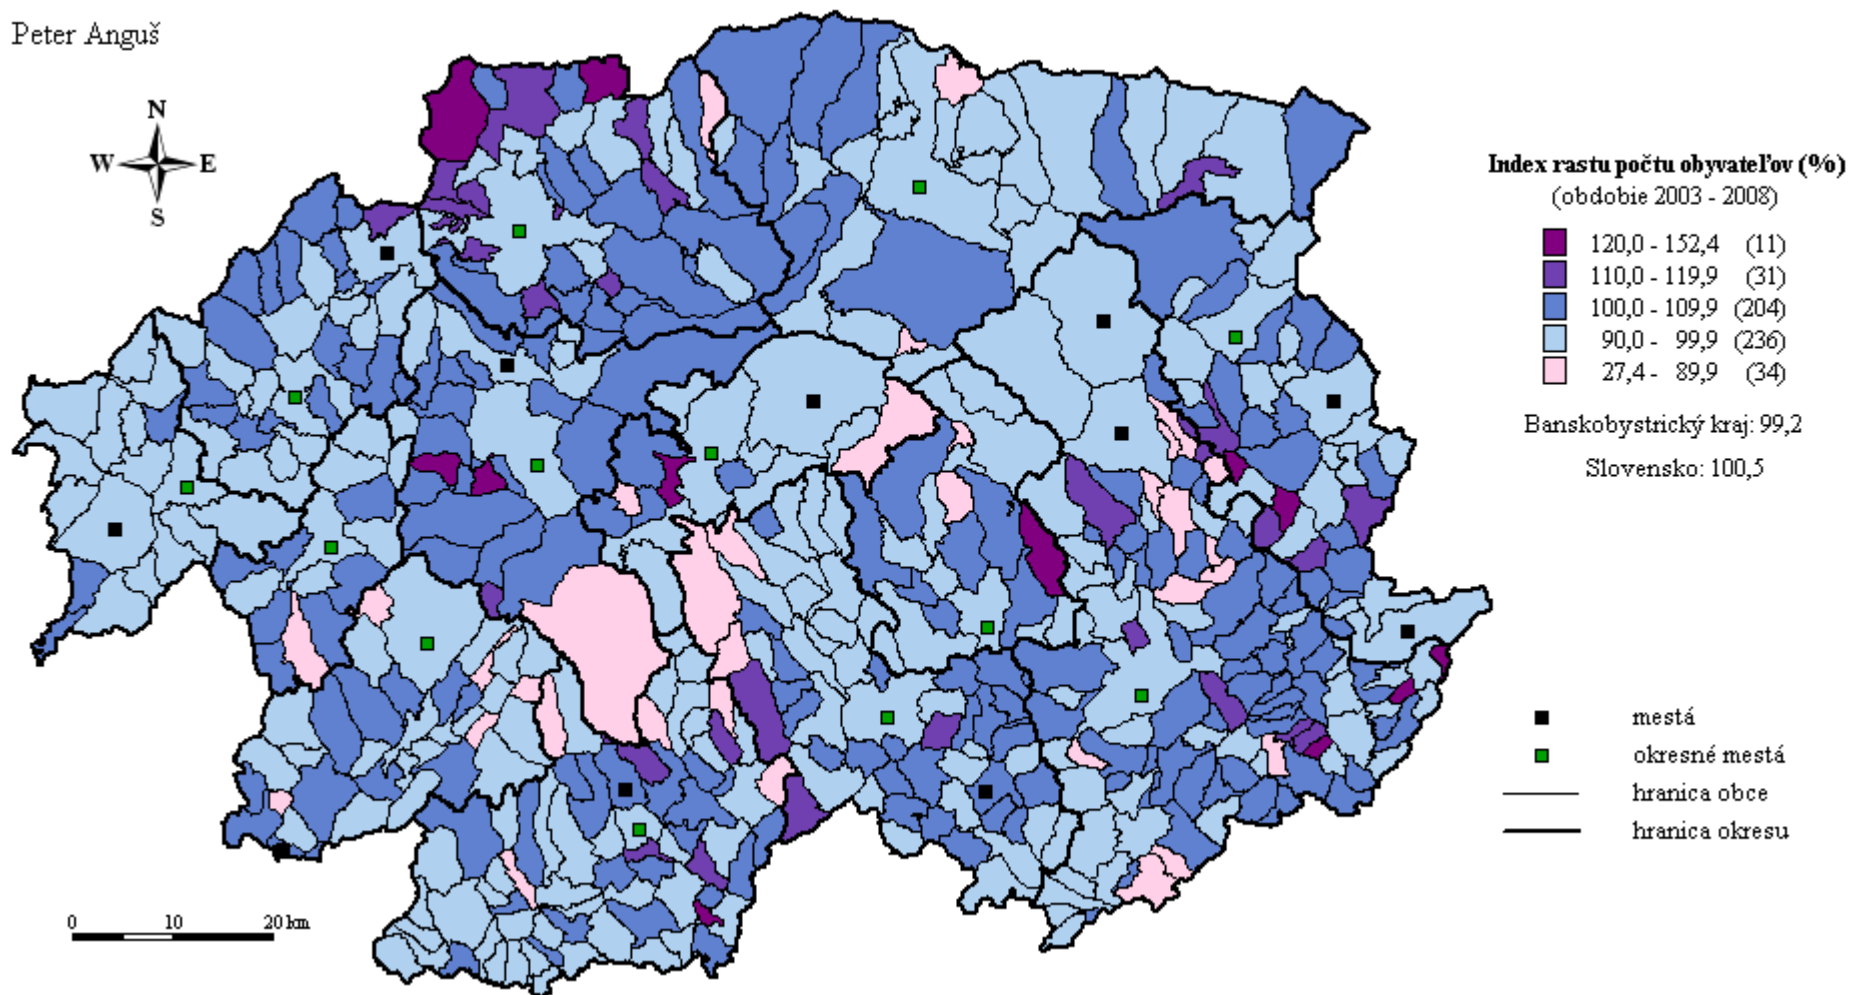 Peter Anguš
N
W E
S
Index rastu počtu obyvateľov (%)
(obdobie 2003 - 2008)
120,0 - 152,4 (11)
110,0 - 119,9 (31)
100,0 - 109,9 (204)
90,0 - 99,9 (236)
27,4 - 89,9 (34)
Banskobystrický kraj: 99,2
Slovensko: 100,5
mestá
okresné mestá
hranica obce
hranica okresu
0 10 20 km